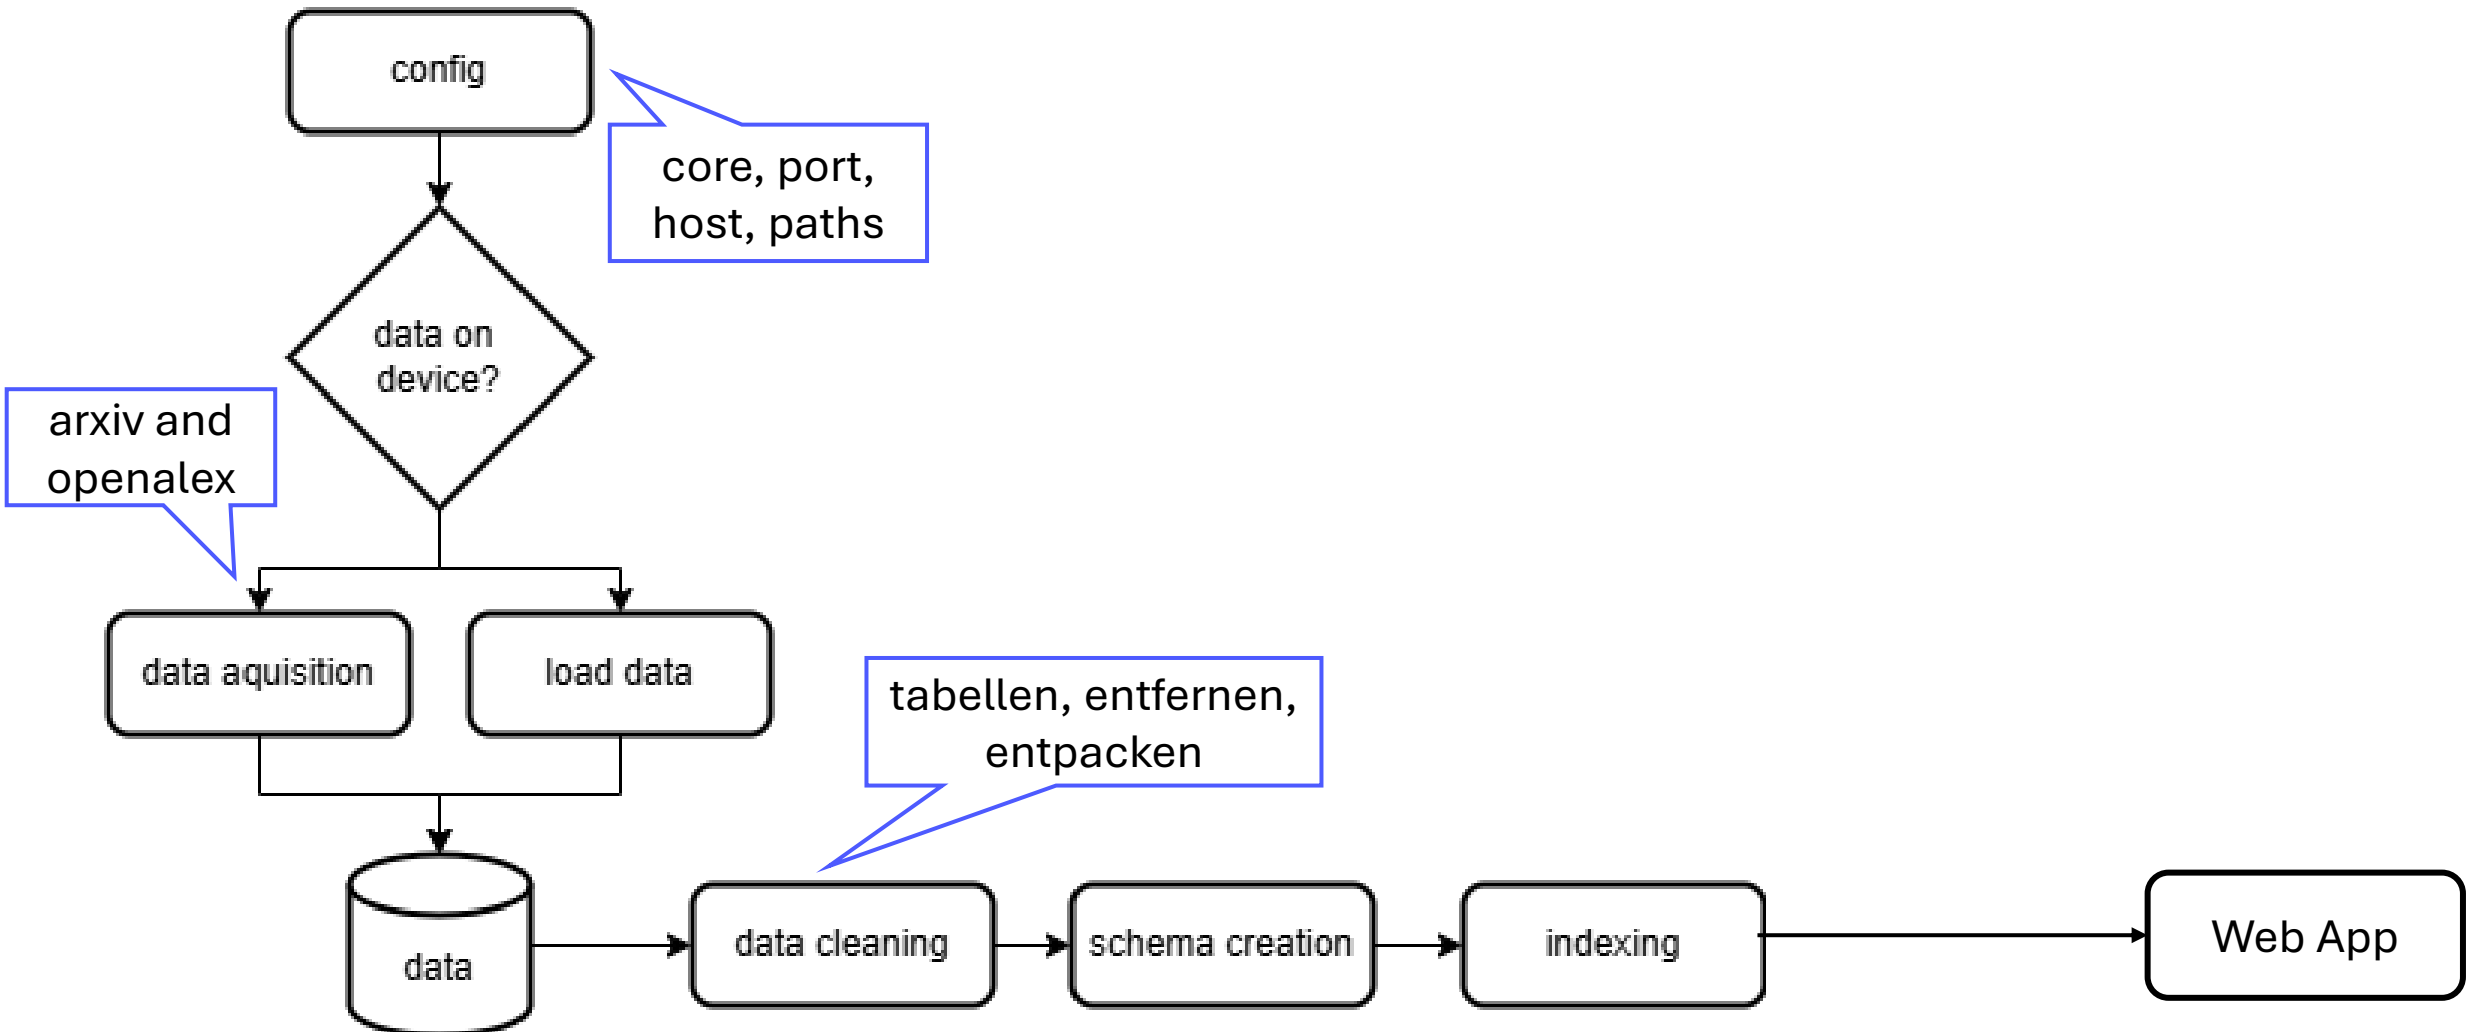 config
core, port,
host, paths
data on
device?
arxiv and
openalex
data aquisition
load data
tabellen, entfernen,
entpacken
data
data cleaning
schema creation
indexing
Web App